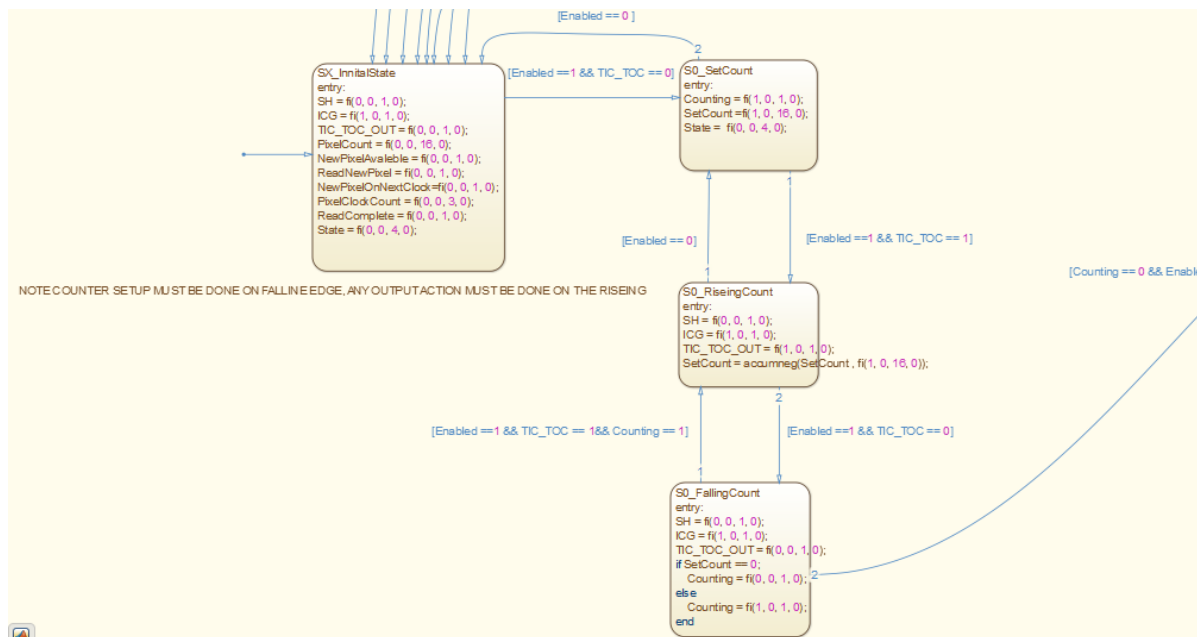 [Enabled == 0 ]
2
SX_InnitalState
entry:
SH = fi(0, 0, 1, 0);
ICG = fi(1, 0, 1, 0);
TIC_TOC_OUT = fi(0, 0, 1, 0);
PixelCount = fi(0, 0, 16, 0);
NewPixelAvaleble = fi(0, 0, 1, 0);
ReadNewPixel = fi(0, 0, 1, 0);
NewPixelOnNextClock=fi(0, 0, 1, 0);
PixelClockCount = fi(0, 0, 3, 0);
ReadComplete = fi(0, 0, 1, 0);
State = fi(0, 0, 4, 0);
[Enabled ==1 && TIC_TOC == 0]
S0_SetCount
entry:
Counting = fi(1, 0, 1, 0);
SetCount =fi(1, 0, 16, 0);
State =  fi(0, 0, 4, 0);
1
[Enabled == 0]
[Enabled ==1 && TIC_TOC == 1]
1
[Counting == 0 && Enable
NOTE COUNTER SETUP MUST BE DONE ON FALLINE EDGE, ANY OUTPUT ACTION MUST BE DONE ON THE RISEING
S0_RiseingCount
entry:
SH = fi(0, 0, 1, 0);
ICG = fi(1, 0, 1, 0);
TIC_TOC_OUT = fi(1, 0, 1, 0);
SetCount = accumneg(SetCount , fi(1, 0, 16, 0));
2
[Enabled ==1 && TIC_TOC == 1&& Counting == 1]
[Enabled ==1 && TIC_TOC == 0]
1
S0_FallingCount
entry:
SH = fi(0, 0, 1, 0);
ICG = fi(1, 0, 1, 0);
TIC_TOC_OUT = fi(0, 0, 1, 0);
if SetCount == 0;
Counting = fi(0, 0, 1, 0);
else
Counting = fi(1, 0, 1, 0);
end
2